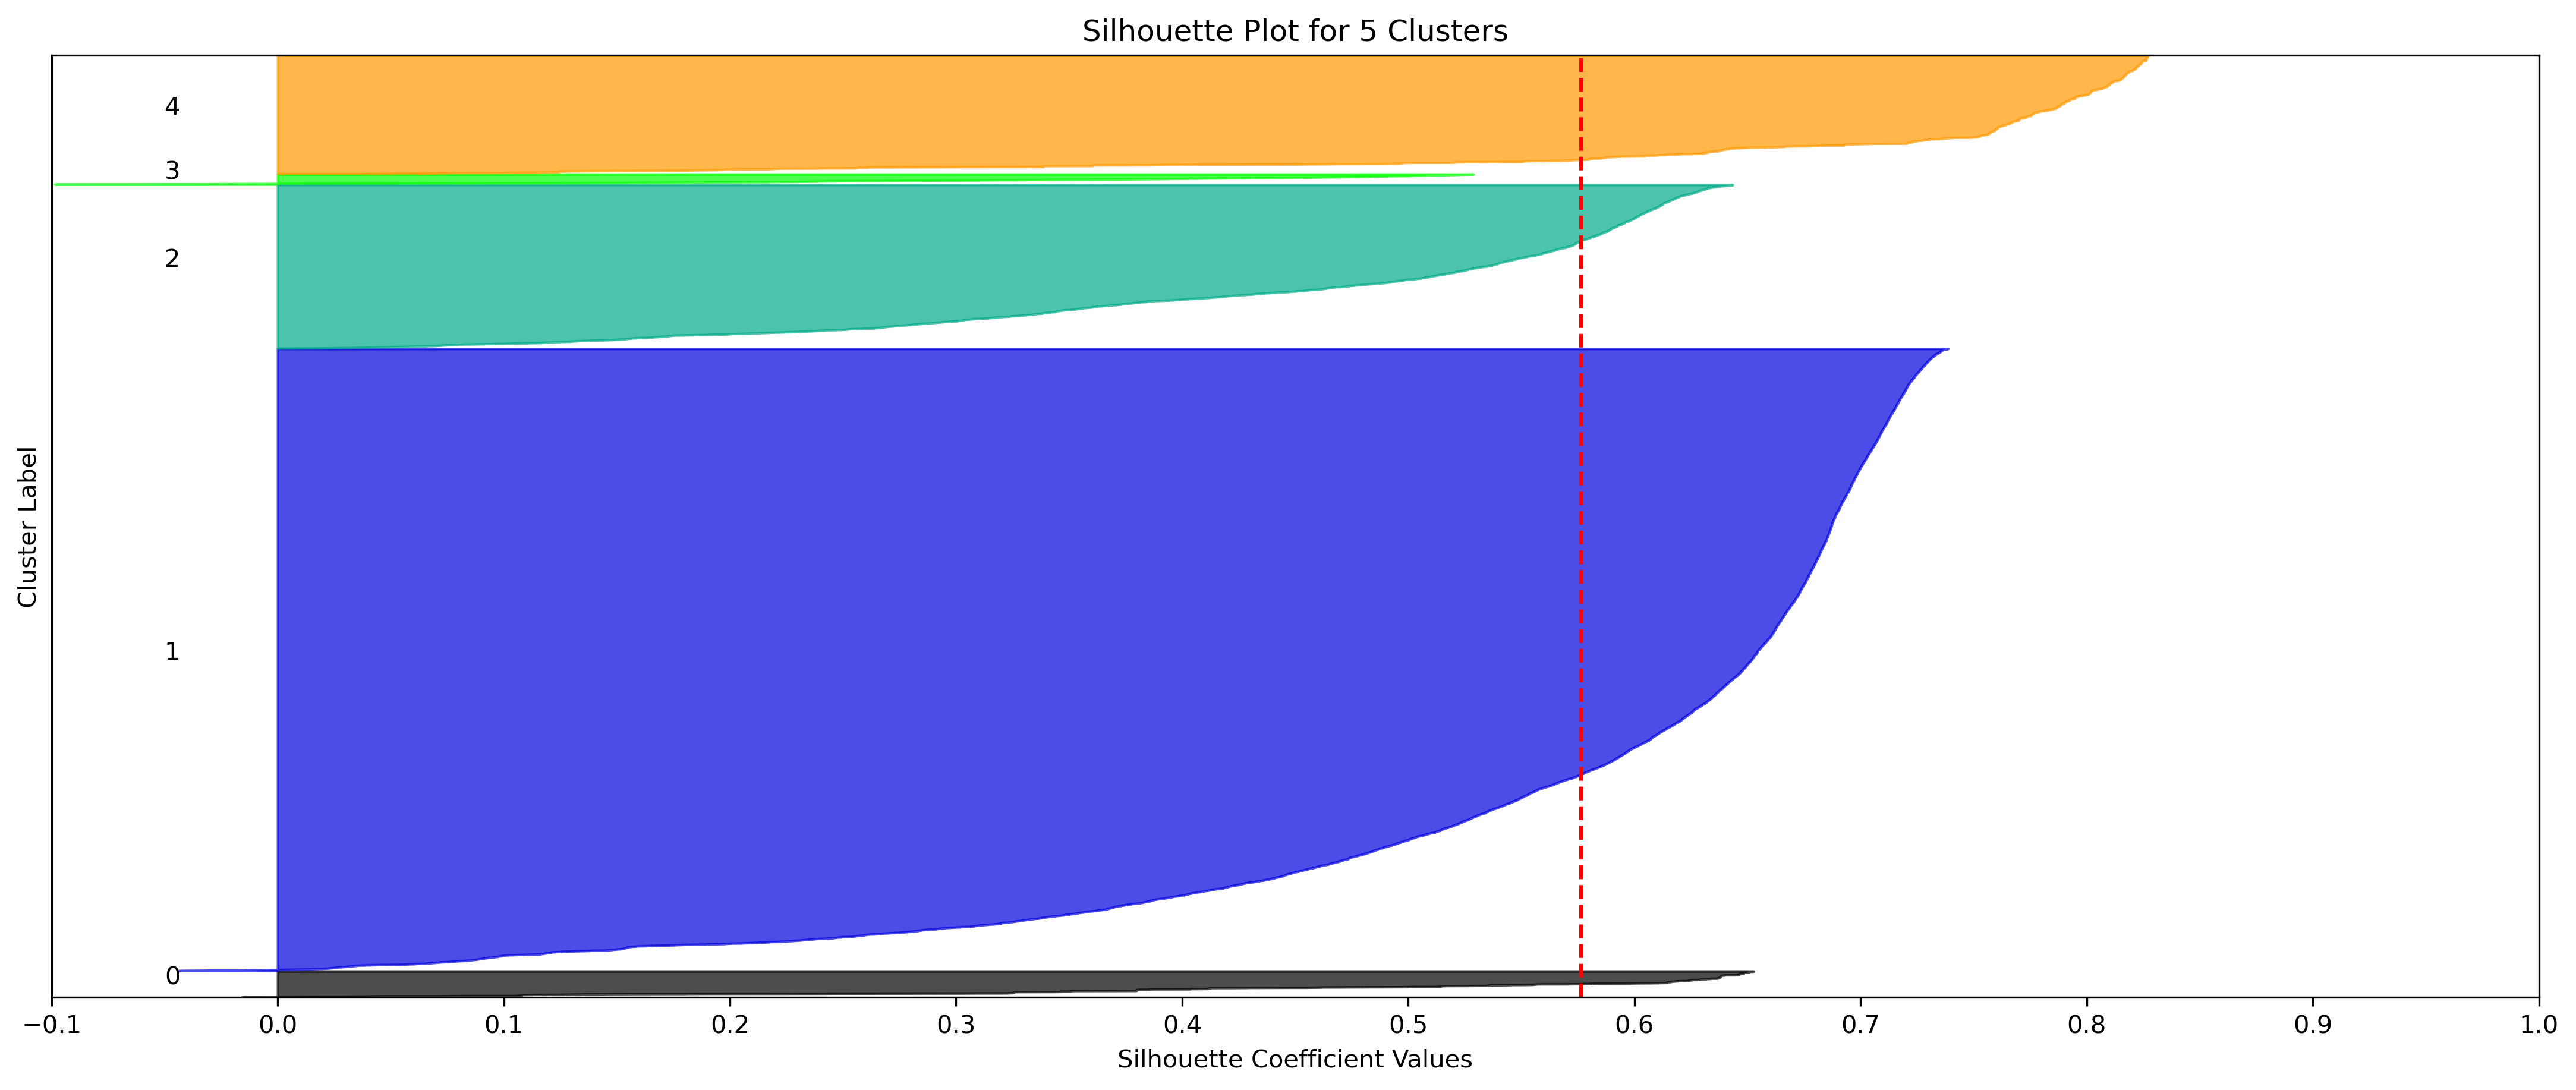 Silhouette Plot for 5 Clusters
4
3
2
1
0
Cluster Label
−0.1 0.0 0.1 0.2 0.3 0.4 0.5 0.6 0.7 0.8 0.9 1.0
Silhouette Coefficient Values